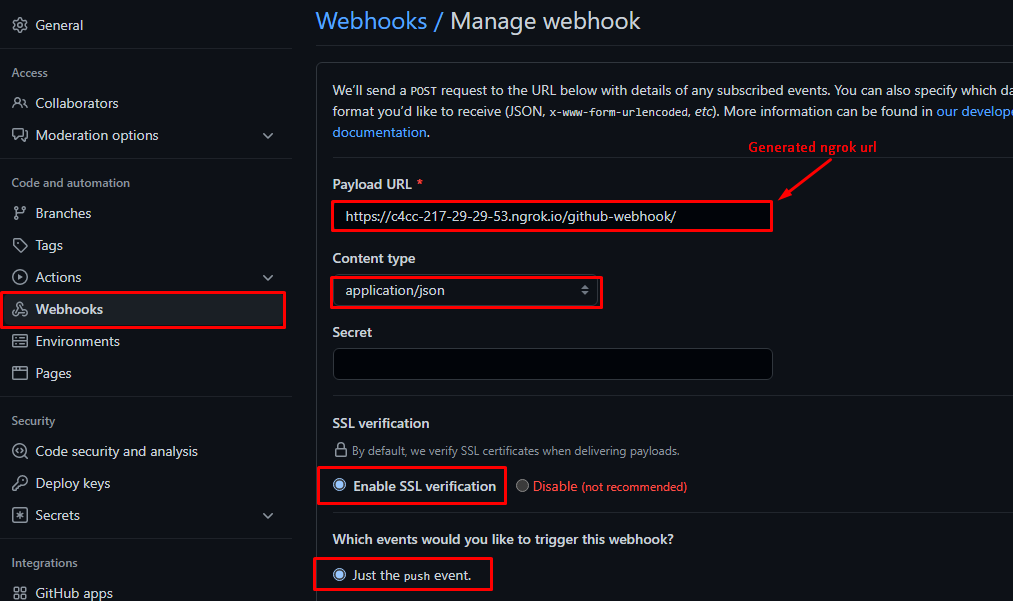 General
Access
Collaborators
Moderation options
Code and automation
Branches
Tags
Actions
Webhooks
Environments
Pages
Security
Code security and analysis
Deploy keys
Secrets
Integrations
GitHub apps
Webhooks / Manage webhook
We'll send a POST request to the URL below with details of any subscribed events. You can also specify which da
format you'd like to receive (JSON, x-www-form-urlencoded, etc). More information can be found in our develope
documentation.
Generated ngrok url
Payload URL *
https://c4cc-217-29-29-53.ngrok.io/github-webhook/
Content type
application/json
Secret
SSL verification
By default, we verify SSL certificates when delivering payloads.
Enable SSL verification Disable (not recommended)
Which events would you like to trigger this webhook?
Just the push event.